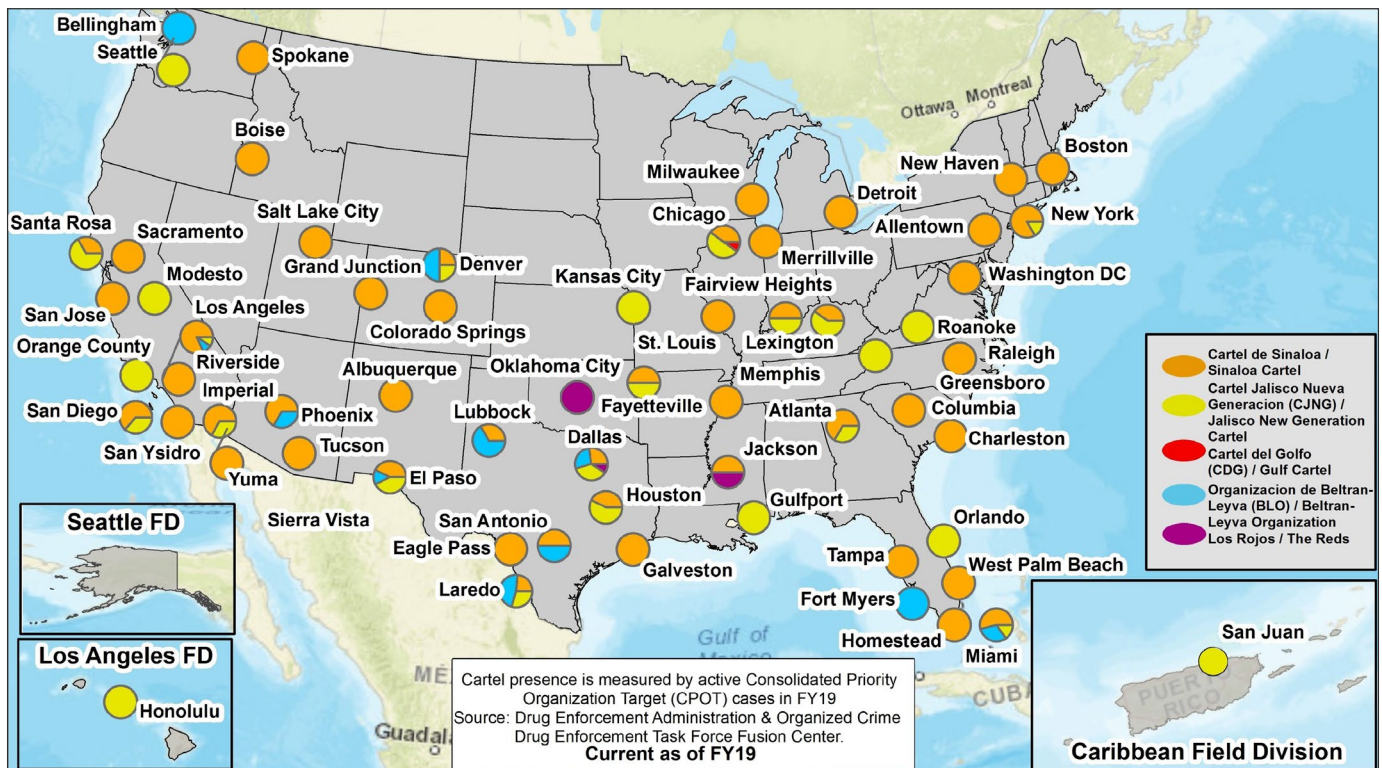 Bellingham
Seattle
Spokane
Boise
Ottawa
Montreal
Boston
New Haven
Milwaukee
Detroit
New York
Chicago
Allentown
Santa Rosa
Sacramento
Salt Lake City
Merrillville
Grand Junction
Denver
Washington DC
Modesto
Kansas City
Fairview Heights
San Jose
Los Angeles
Colorado Springs
St. Louis
Lexington
Roanoke
Orange County
Riverside
Albuquerque
Oklahoma City
Memphis
Raleigh
Greensboro
Imperial
San Diego
Phoenix
Lubbock
Fayetteville
Atlanta
Columbia
San Ysidro
Tucson
Dallas
Jackson
Charleston
Yuma
El Paso
Houston
Gulfport
Sierra Vista
San Antonio
Orlando
Eagle Pass
Galveston
Tampa
West Palm Beach
Laredo
Fort Myers
Homestead
Miami
Gulf of
Mexico
MÉ
CUBA
Guadal
Seattle FD
Los Angeles FD
Honolulu
Cartel de Sinaloa /
Sinaloa Cartel
Cartel Jalisco Nueva
Generacion (CJNG) /
Jalisco New Generation
Cartel
Cartel del Golfo
(CDG) / Gulf Cartel
Organizacion de Beltran-
Leyva (BLO) / Beltran-
Leyva Organization
Los Rojos / The Reds
San Juan
PUERTO
RICO
Caribbean Field Division
Cartel presence is measured by active Consolidated Priority
Organization Target (CPOT) cases in FY19
Source: Drug Enforcement Administration & Organized Crime
Drug Enforcement Task Force Fusion Center.
Current as of FY19